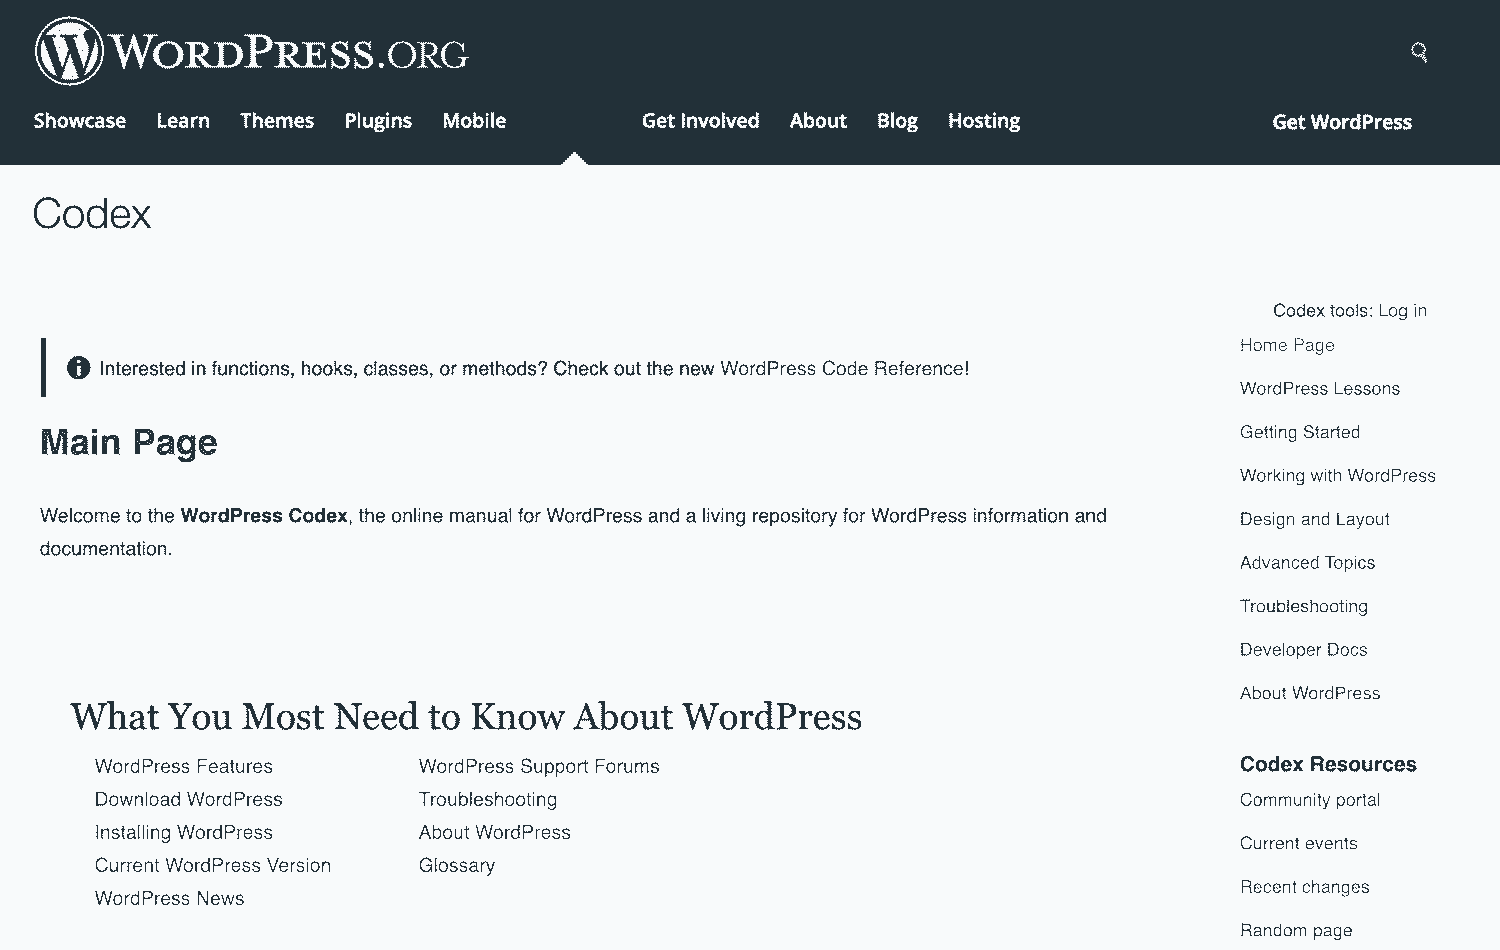 WORDPRESS.ORG
Showcase Learn Themes Plugins Mobile Get Involved About Blog Hosting Get WordPress
Codex
Interested in functions, hooks, classes, or methods? Check out the new WordPress Code Reference!
Main Page
Welcome to the WordPress Codex, the online manual for WordPress and a living repository for WordPress information and
documentation.
What You Most Need to Know About WordPress
WordPress Features
Download WordPress
Installing WordPress
Current WordPress Version
WordPress News
WordPress Support Forums
Troubleshooting
About WordPress
Glossary
Codex tools: Log in
Home Page
WordPress Lessons
Getting Started
Working with WordPress
Design and Layout
Advanced Topics
Troubleshooting
Developer Docs
About WordPress
Codex Resources
Community portal
Current events
Recent changes
Random page